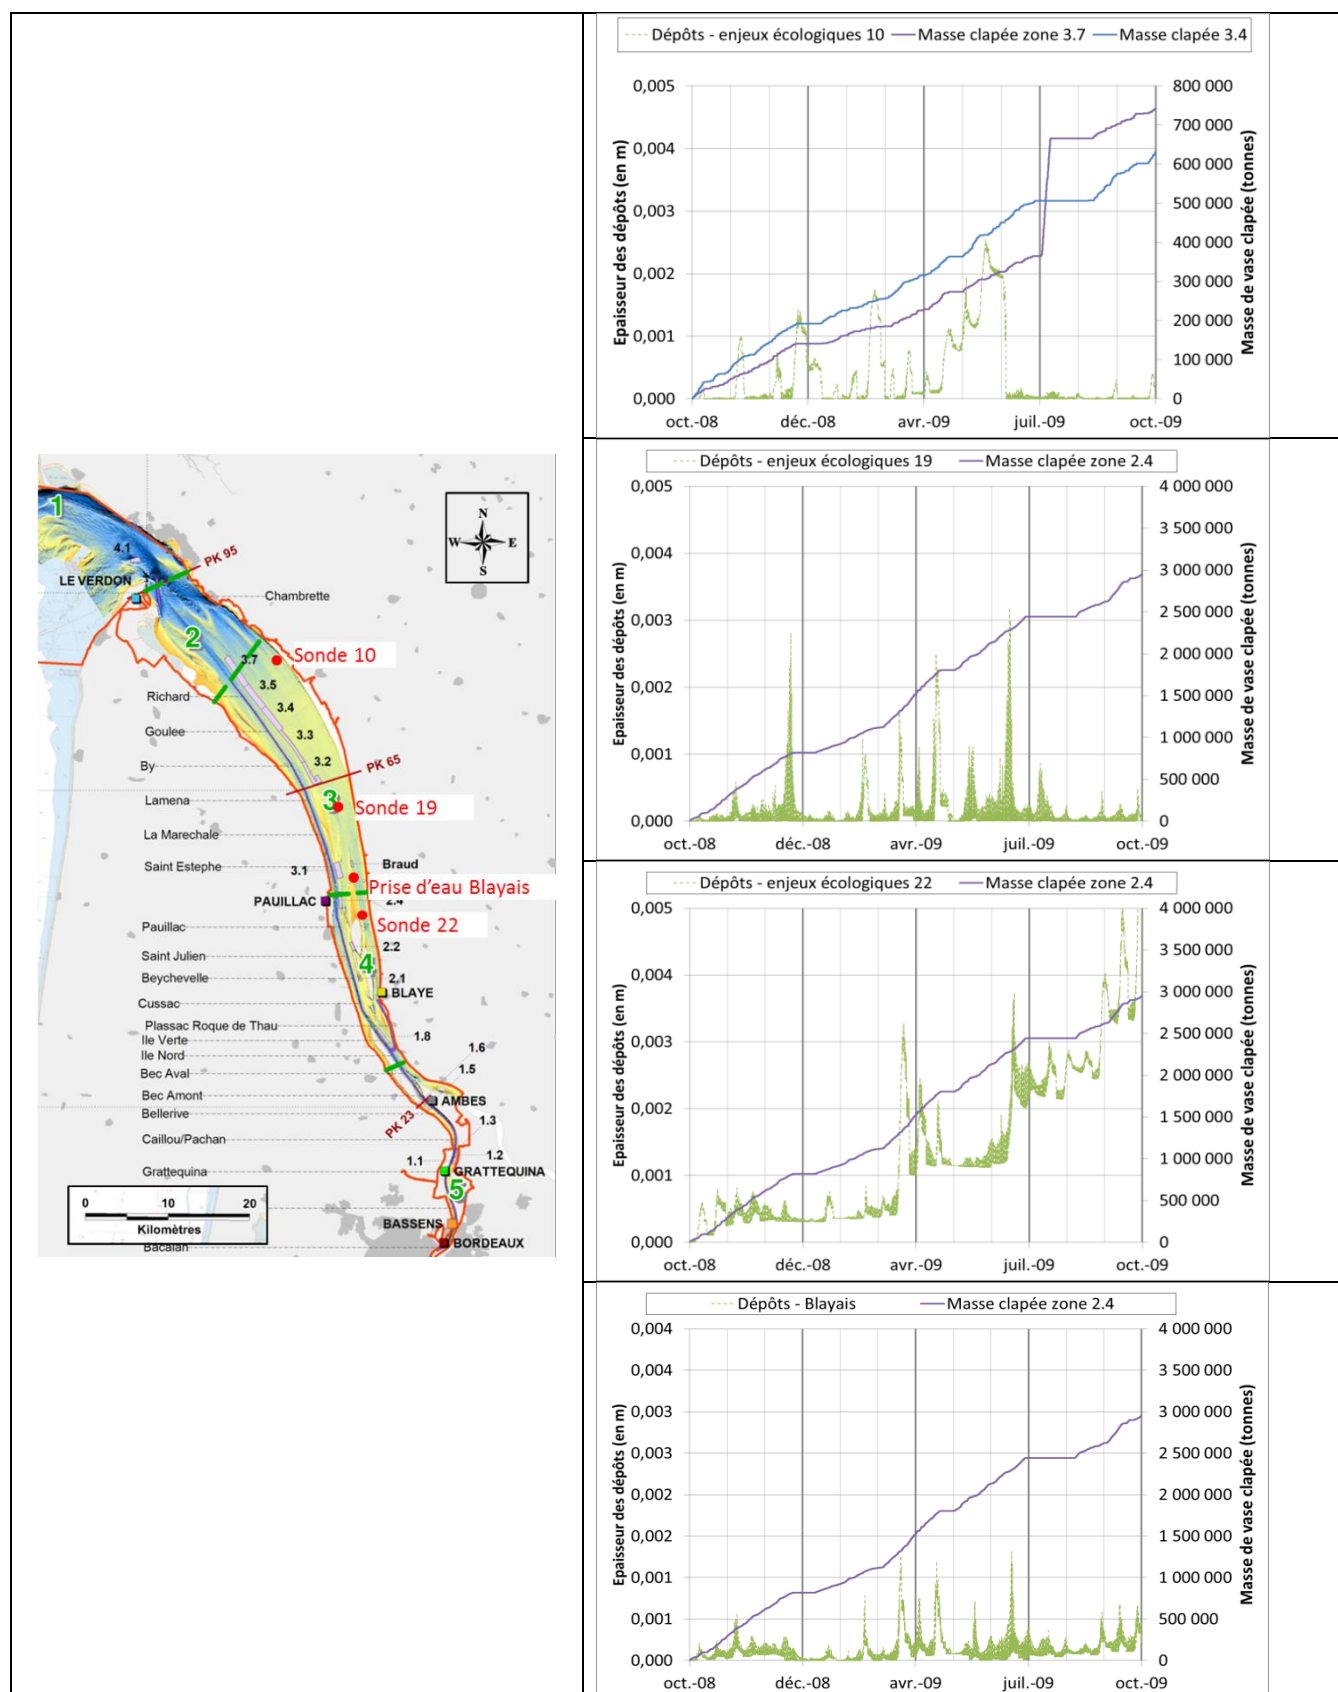 1
4.1
PK 95
LE VERDON
Chambrette
2
N
W
E
S
3.7
Sonde 10
3.5
Richard
3.4
Goulee
3.3
By
3.2
PK 65
Lamena
3
Sonde 19
La Marechale
Saint Estephe
3.1
Braud
Prise d'eau Blayais
PAUILLAC
2.4
Pauillac
Sonde 22
2.2
Saint Julien
4
Beychevelle
2.1
BLAYE
Cussac
Plassac Roque de Thau
1.8
Ile Verte
Ile Nord
1.6
Bec Aval
1.5
Bec Amont
AMBES
Bellerive
PK 23
1.3
Caillou/Pachan
1.2
1.1
Grattequina
GRATTEQUINA
5
0 10 20
Kilomètres
BASSENS
Bacalan
BORDEAUX
Dépôts - enjeux écologiques 10 Masse clapée zone 3.7 Masse clapée 3.4
Epaisseur des dépôts (en m)
0,005
0,004
0,003
0,002
0,001
0,000
800 000
700 000
600 000
500 000
400 000
300 000
200 000
100 000
0
Masse de vase clapée (tonnes)
oct.-08 déc.-08 avr.-09 juil.-09 oct.-09
Dépôts - enjeux écologiques 19 Masse clapée zone 2.4
Epaisseur des dépôts (en m)
0,005
0,004
0,003
0,002
0,001
0,000
4 000 000
3 500 000
3 000 000
2 500 000
2 000 000
1 500 000
1 000 000
500 000
0
Masse de vase clapée (tonnes)
oct.-08 déc.-08 avr.-09 juil.-09 oct.-09
Dépôts - enjeux écologiques 22 Masse clapée zone 2.4
Epaisseur des dépôts (en m)
0,005
0,004
0,003
0,002
0,001
0,000
4 000 000
3 500 000
3 000 000
2 500 000
2 000 000
1 500 000
1 000 000
500 000
0
Masse de vase clapée (tonnes)
oct.-08 déc.-08 avr.-09 juil.-09 oct.-09
Dépôts - Blayais Masse clapée zone 2.4
Epaisseur des dépôts (en m)
0,004
0,004
0,003
0,003
0,002
0,002
0,001
0,001
0,000
4 000 000
3 500 000
3 000 000
2 500 000
2 000 000
1 500 000
1 000 000
500 000
0
Masse de vase clapée (tonnes)
oct.-08 déc.-08 avr.-09 juil.-09 oct.-09